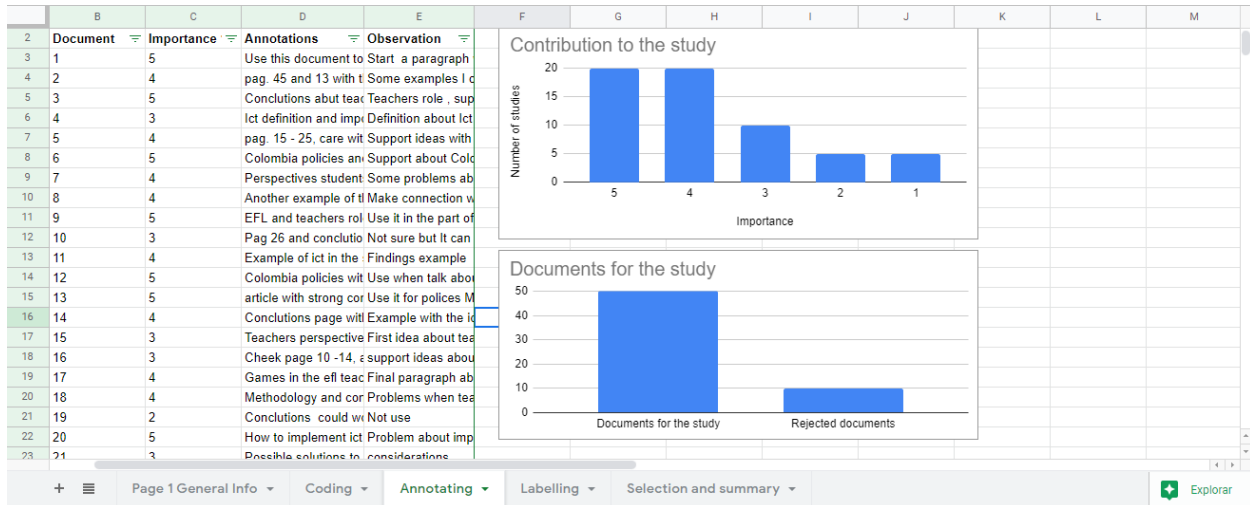 B C D E F G H I J K L M
2 Document Importance Annotations Observation
3 1 5 Use this document to Start a paragraph
4 2 4 pag. 45 and 13 with t Some examples I c
5 3 5 Conclutions abut teac Teachers role , sup
6 4 3 Ict definition and impo Definition about Ict
7 5 4 pag. 15 - 25, care wit Support ideas with
8 6 5 Colombia policies an Support about Colo
9 7 4 Perspectives student Some problems ab
10 8 4 Another example of t Make connection w
11 9 5 EFL and teachers rol Use it in the part of
12 10 3 Pag 26 and conclutio Not sure but It can
13 11 4 Example of ict in the Findings example
14 12 5 Colombia policies wit Use when talk abou
15 13 5 article with strong cor Use it for polices M
16 14 4 Conclutions page with Example with the ic
17 15 3 Teachers perspective First idea about tea
18 16 3 Cheek page 10 -14, a support ideas abou
19 17 4 Games in the efl teac Final paragraph ab
20 18 4 Methodology and cor Problems when tea
21 19 2 Conclutions could wo Not use
22 20 5 How to implement ict Problem about imp
23 21 3 Possible solutions to considerations
Contribution to the study
Number of studies
20
15
10
5
0
5 4 3 2 1
Importance
Documents for the study
50
40
30
20
10
0
Documents for the study Rejected documents
Page 1 General Info Coding Annotating Labelling Selection and summary Explorar